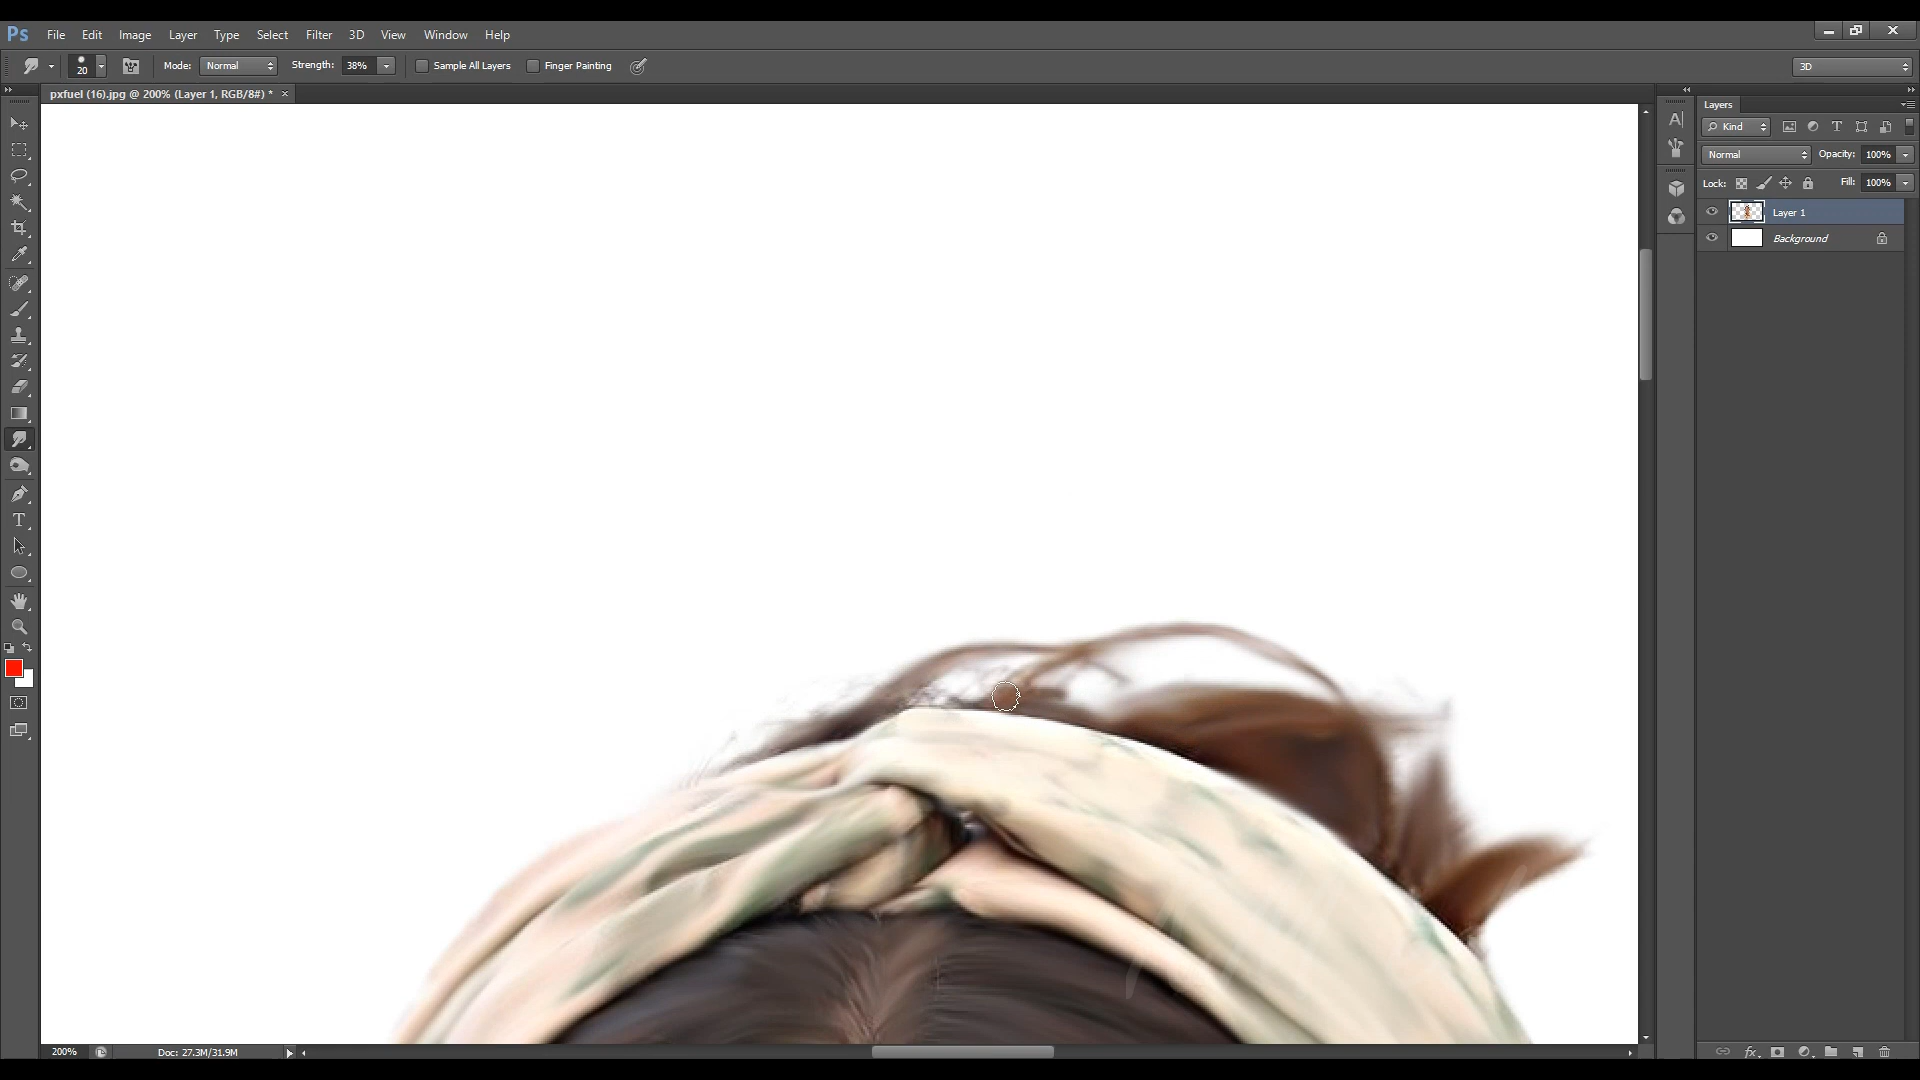 Ps File Edit Image Layer Type Select Filter 3D View Window Help
20 Mode: Normal Strength: 38% Sample All Layers Finger Painting 3D
pxfuel (16).jpg @ 200% (Layer 1, RGB/8#) * ×
Layers
Kind
Normal Opacity: 100%
Lock: Fill: 100%
Layer 1
Background
200% Doc: 27.3M/31.9M